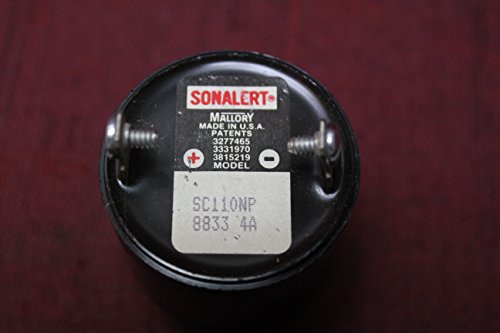 SONALERT®
MALLORY
MADE IN U.S.A.
PATENTS
3277465
3331970
3815219
+ MODEL -
SC110NP
8833 4A